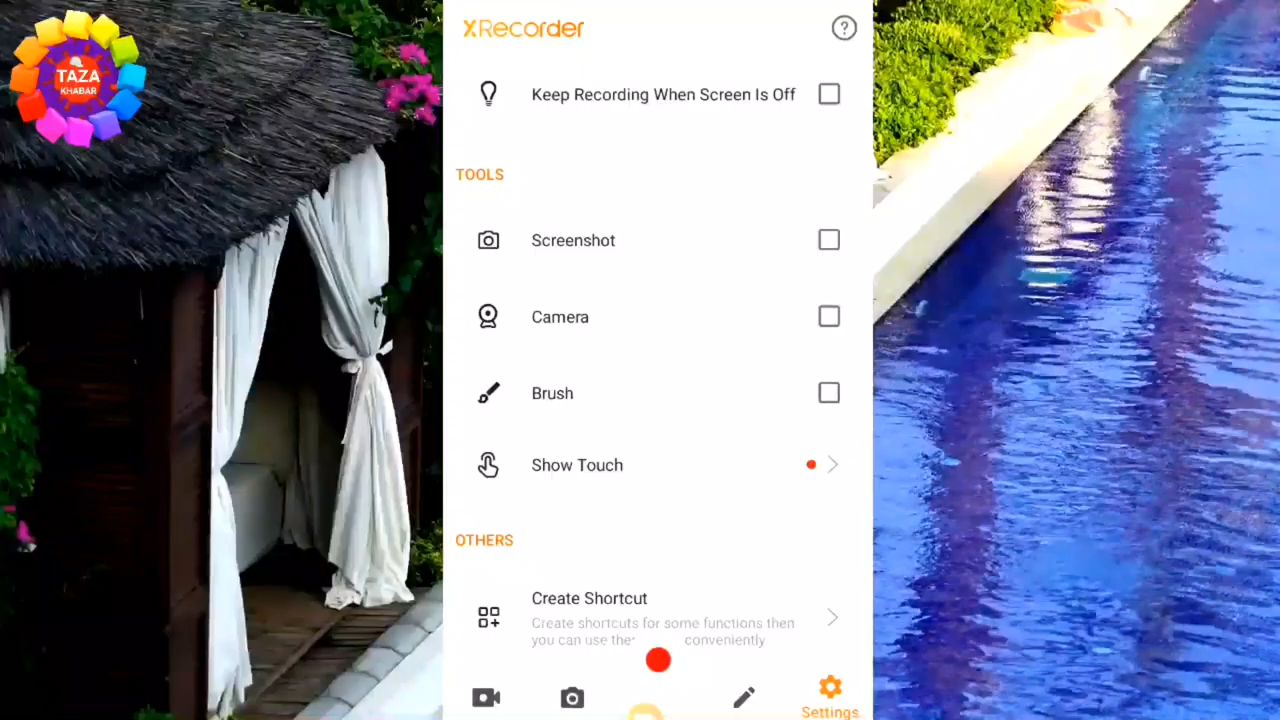 TAZA
KHABAR
XRecorder
Keep Recording When Screen Is Off
TOOLS
Screenshot
Camera
Brush
Show Touch
OTHERS
Create Shortcut
Create shortcuts for some functions then
you can use conveniently
Settings